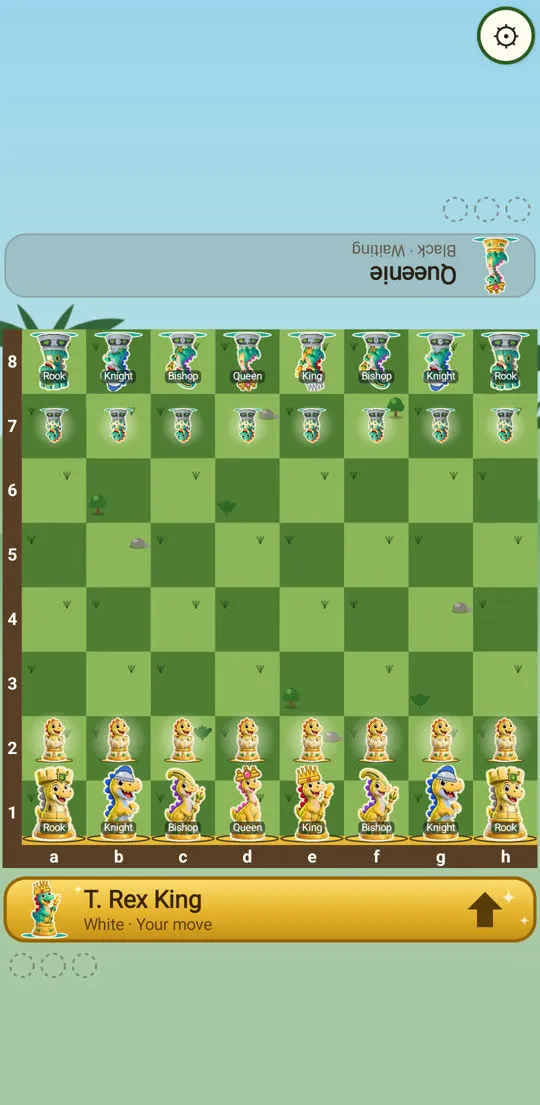 Black · Waiting
Queenie
8
Rook Knight Bishop Queen King Bishop Knight Rook
7
6
5
4
3
2
1
Rook Knight Bishop Queen King Bishop Knight Rook
a b c d e f g h
T. Rex King
White · Your move